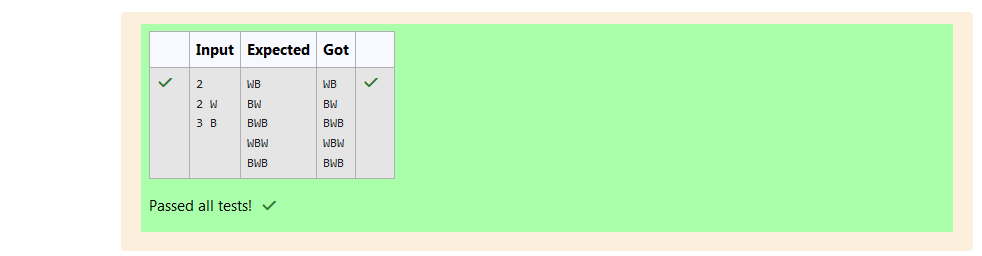 Input Expected Got
2 WB WB
2 W BW BW
3 B BWB BWB
WBW WBW
BWB BWB
Passed all tests!